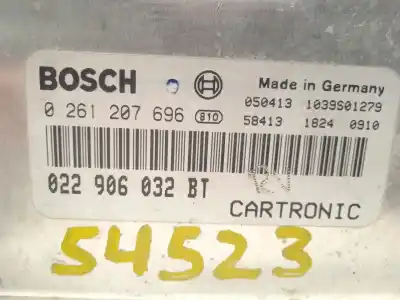 BOSCH Made in Germany
0 261 207 696 810 050413 1039S01279
58413 1824 0910
022 906 032 BT
CARTRONIC
54523